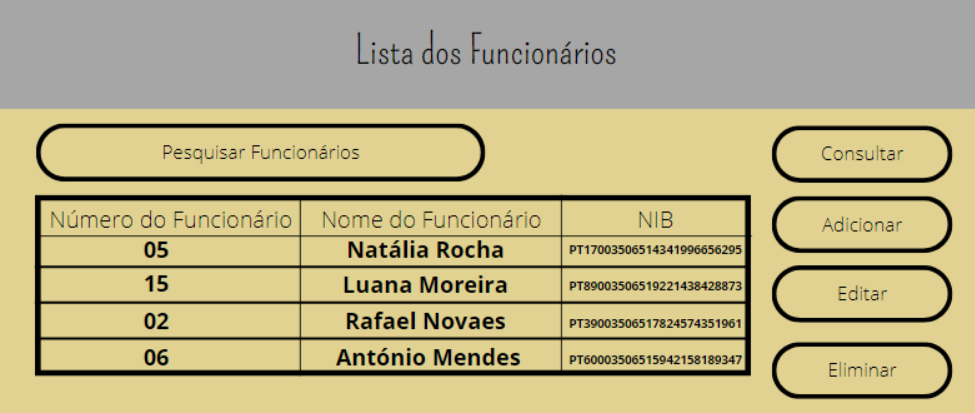 Lista dos Funcionários
Pesquisar Funcionários
Consultar
Número do Funcionário Nome do Funcionário NIB
Adicionar
05 Natália Rocha PT17003506514341996656295
15 Luana Moreira PT89003506519221438428873
Editar
02 Rafael Novaes PT39003506517824574351961
06 António Mendes PT60003506515942158189347
Eliminar